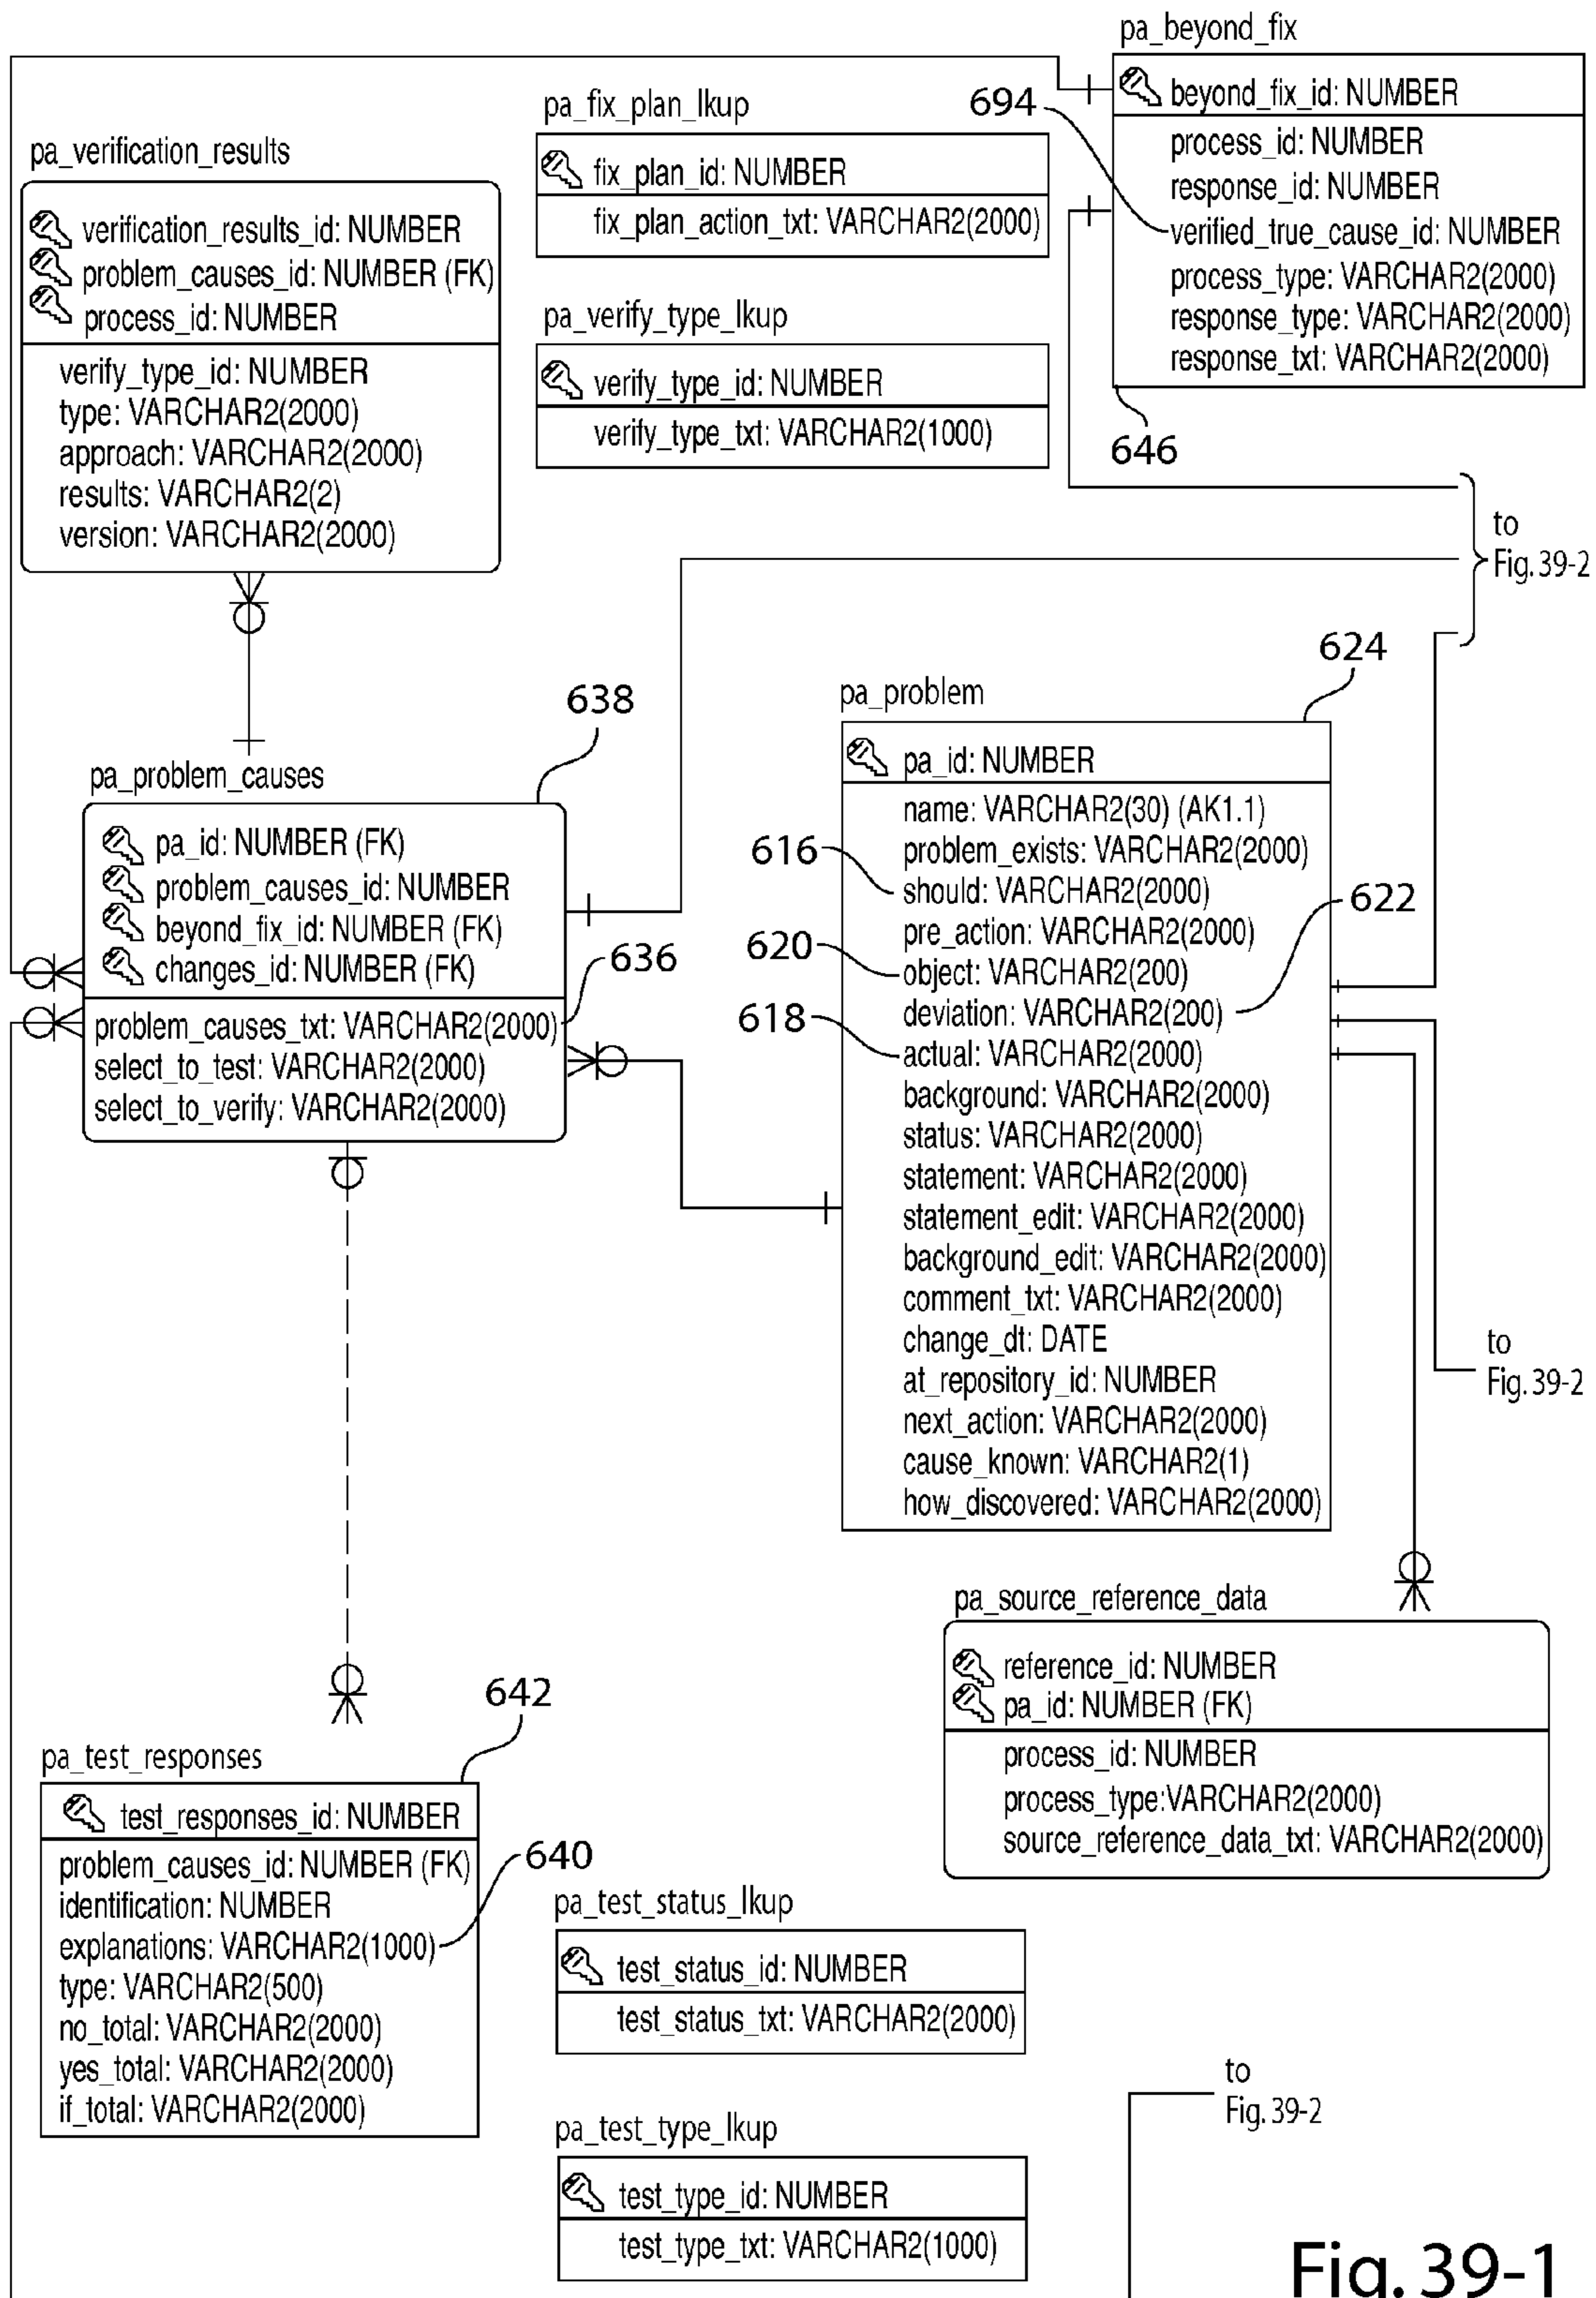 pa_beyond_fix
beyond_fix_id: NUMBER
process_id: NUMBER
response_id: NUMBER
verified_true_cause_id: NUMBER
process_type: VARCHAR2(2000)
response_type: VARCHAR2(2000)
response_txt: VARCHAR2(2000)
694
646
pa_fix_plan_lkup
fix_plan_id: NUMBER
fix_plan_action_txt: VARCHAR2(2000)
pa_verification_results
verification_results_id: NUMBER
problem_causes_id: NUMBER (FK)
process_id: NUMBER
verify_type_id: NUMBER
type: VARCHAR2(2000)
approach: VARCHAR2(2000)
results: VARCHAR2(2)
version: VARCHAR2(2000)
pa_verify_type_lkup
verify_type_id: NUMBER
verify_type_txt: VARCHAR2(1000)
to
Fig. 39-2
638
pa_problem_causes
pa_id: NUMBER (FK)
problem_causes_id: NUMBER
beyond_fix_id: NUMBER (FK)
changes_id: NUMBER (FK)
problem_causes_txt: VARCHAR2(2000)
select_to_test: VARCHAR2(2000)
select_to_verify: VARCHAR2(2000)
636
624
pa_problem
pa_id: NUMBER
name: VARCHAR2(30) (AK1.1)
problem_exists: VARCHAR2(2000)
should: VARCHAR2(2000)
pre_action: VARCHAR2(2000)
object: VARCHAR2(200)
deviation: VARCHAR2(200)
actual: VARCHAR2(2000)
background: VARCHAR2(2000)
status: VARCHAR2(2000)
statement: VARCHAR2(2000)
statement_edit: VARCHAR2(2000)
background_edit: VARCHAR2(2000)
comment_txt: VARCHAR2(2000)
change_dt: DATE
at_repository_id: NUMBER
next_action: VARCHAR2(2000)
cause_known: VARCHAR2(1)
how_discovered: VARCHAR2(2000)
616
620
618
622
to
Fig. 39-2
pa_source_reference_data
reference_id: NUMBER
pa_id: NUMBER (FK)
process_id: NUMBER
process_type:VARCHAR2(2000)
source_reference_data_txt: VARCHAR2(2000)
642
pa_test_responses
test_responses_id: NUMBER
problem_causes_id: NUMBER (FK)
identification: NUMBER
explanations: VARCHAR2(1000)
type: VARCHAR2(500)
no_total: VARCHAR2(2000)
yes_total: VARCHAR2(2000)
if_total: VARCHAR2(2000)
640
pa_test_status_lkup
test_status_id: NUMBER
test_status_txt: VARCHAR2(2000)
pa_test_type_lkup
test_type_id: NUMBER
test_type_txt: VARCHAR2(1000)
to
Fig. 39-2
Fig. 39-1